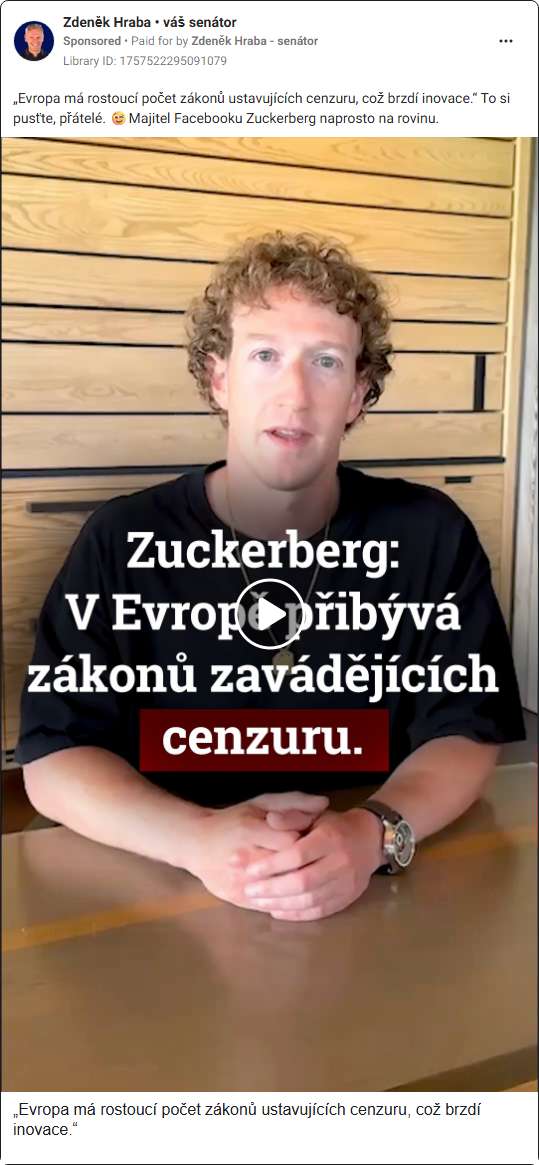 Zdeněk Hraba • váš senátor
Sponsored • Paid for by Zdeněk Hraba - senátor
Library ID: 1757522295091079
„Evropa má rostoucí počet zákonů ustavujících cenzuru, což brzdí inovace.“ To si
pusťte, přátelé. 😉 Majitel Facebooku Zuckerberg naprosto na rovinu.
Zuckerberg:
V Evropě přibývá
zákonů zavádějících
cenzuru.
„Evropa má rostoucí počet zákonů ustavujících cenzuru, což brzdí
inovace.“